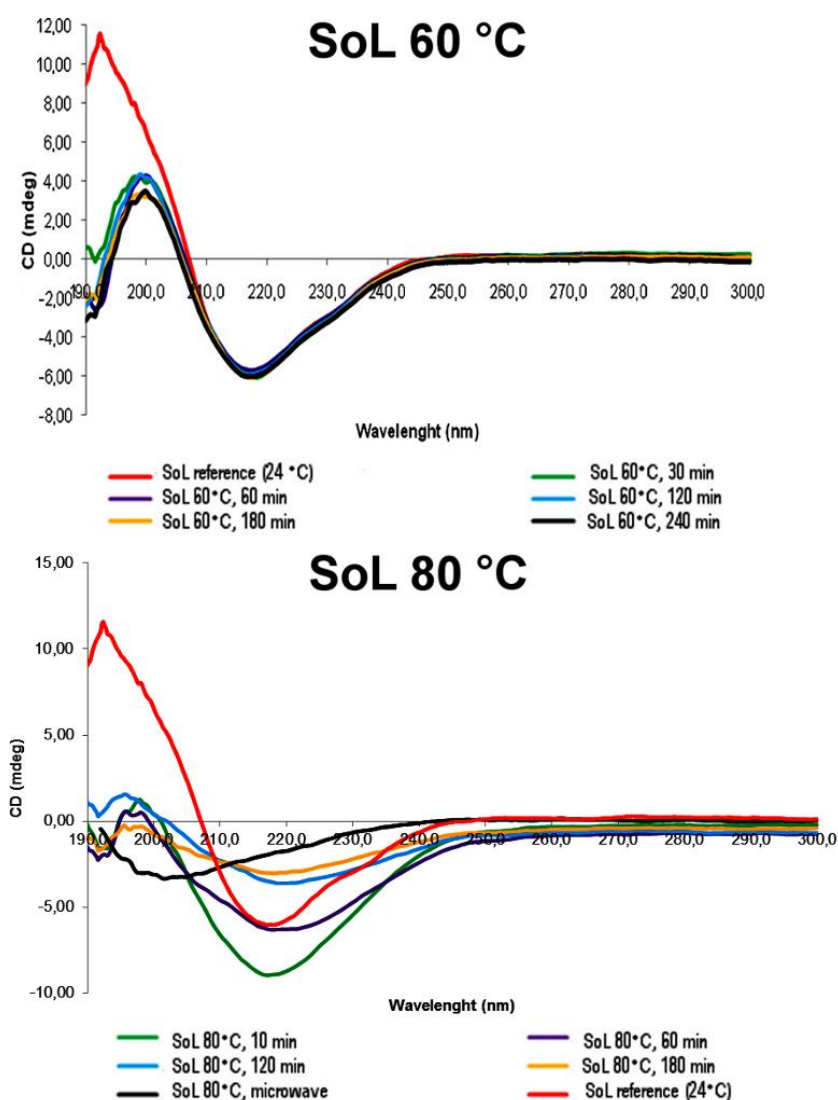 SoL 60 °C
12,00
10,00
8,00
6,00
4,00
2,00
0,00
-2,00
-4,00
-6,00
-8,00
CD (mdeg)
190,0 200,0 210,0 220,0 230,0 240,0 250,0 260,0 270,0 280,0 290,0 300,0
Wavelenght (nm)
SoL reference (24 °C) SoL 60°C, 30 min
SoL 60°C, 60 min SoL 60°C, 120 min
SoL 60°C, 180 min SoL 60°C, 240 min
SoL 80 °C
15,00
10,00
5,00
0,00
-5,00
-10,00
CD (mdeg)
190,0 200,0 210,0 220,0 230,0 240,0 250,0 260,0 270,0 280,0 290,0 300,0
Wavelenght (nm)
SoL 80°C, 10 min SoL 80°C, 60 min
SoL 80°C, 120 min SoL 80°C, 180 min
SoL 80°C, microwave SoL reference (24°C)